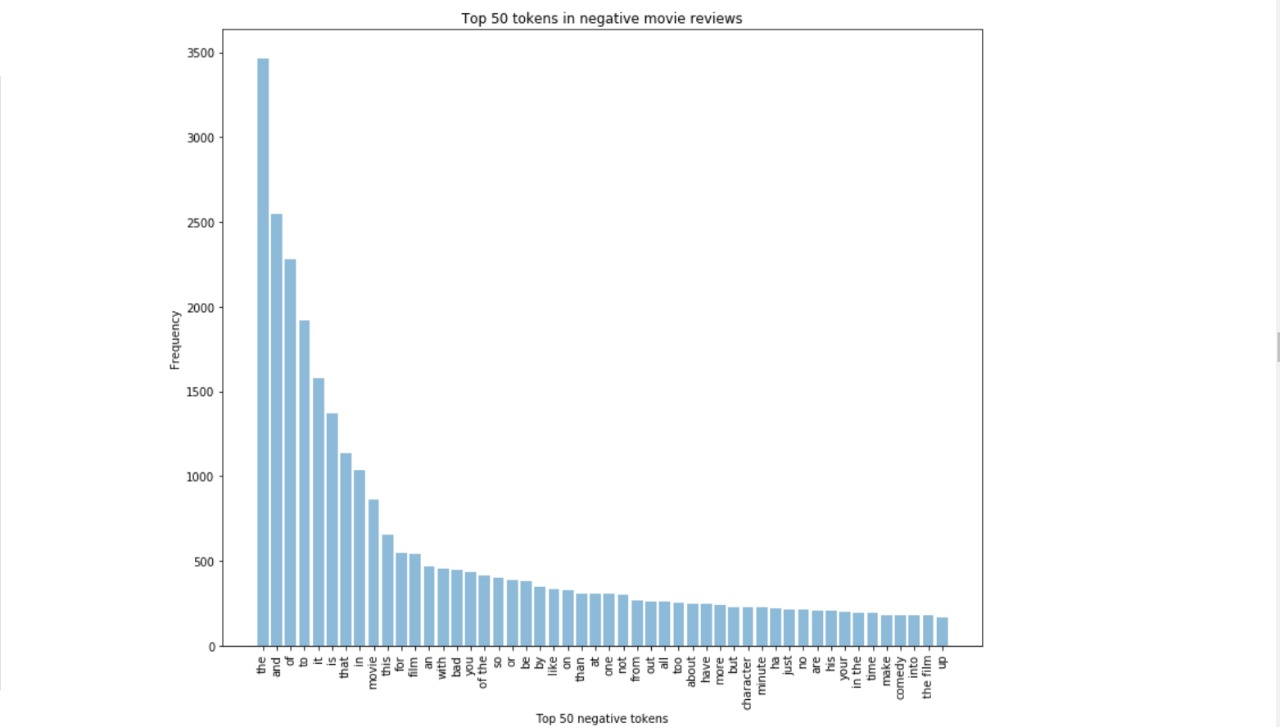 Top 50 tokens in negative movie reviews
3500
3000
2500
2000
1500
1000
500
0
Frequency
the
and
of
to
it
is
that
in
movie
this
for
film
an
with
bad
you
of the
so
or
be
by
like
on
than
at
one
not
from
out
all
too
about
have
more
but
character
minute
ha
just
no
are
his
your
in the
time
make
comedy
into
the film
up
Top 50 negative tokens